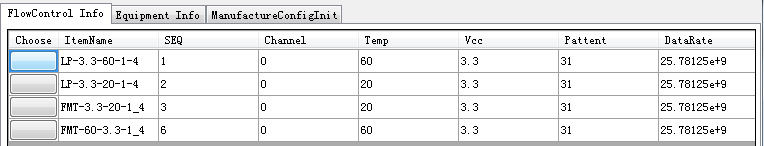 FlowControl Info Equipment Info ManufactureConfigInit
Choose ItemName SEQ Channel Temp Vcc Pattent DataRate
LP-3.3-60-1-4 1 0 60 3.3 31 25.78125e+9
LP-3.3-20-1-4 2 0 20 3.3 31 25.78125e+9
FMT-3.3-20-1_4 3 0 20 3.3 31 25.78125e+9
FMT-60-3.3-1_4 6 0 60 3.3 31 25.78125e+9